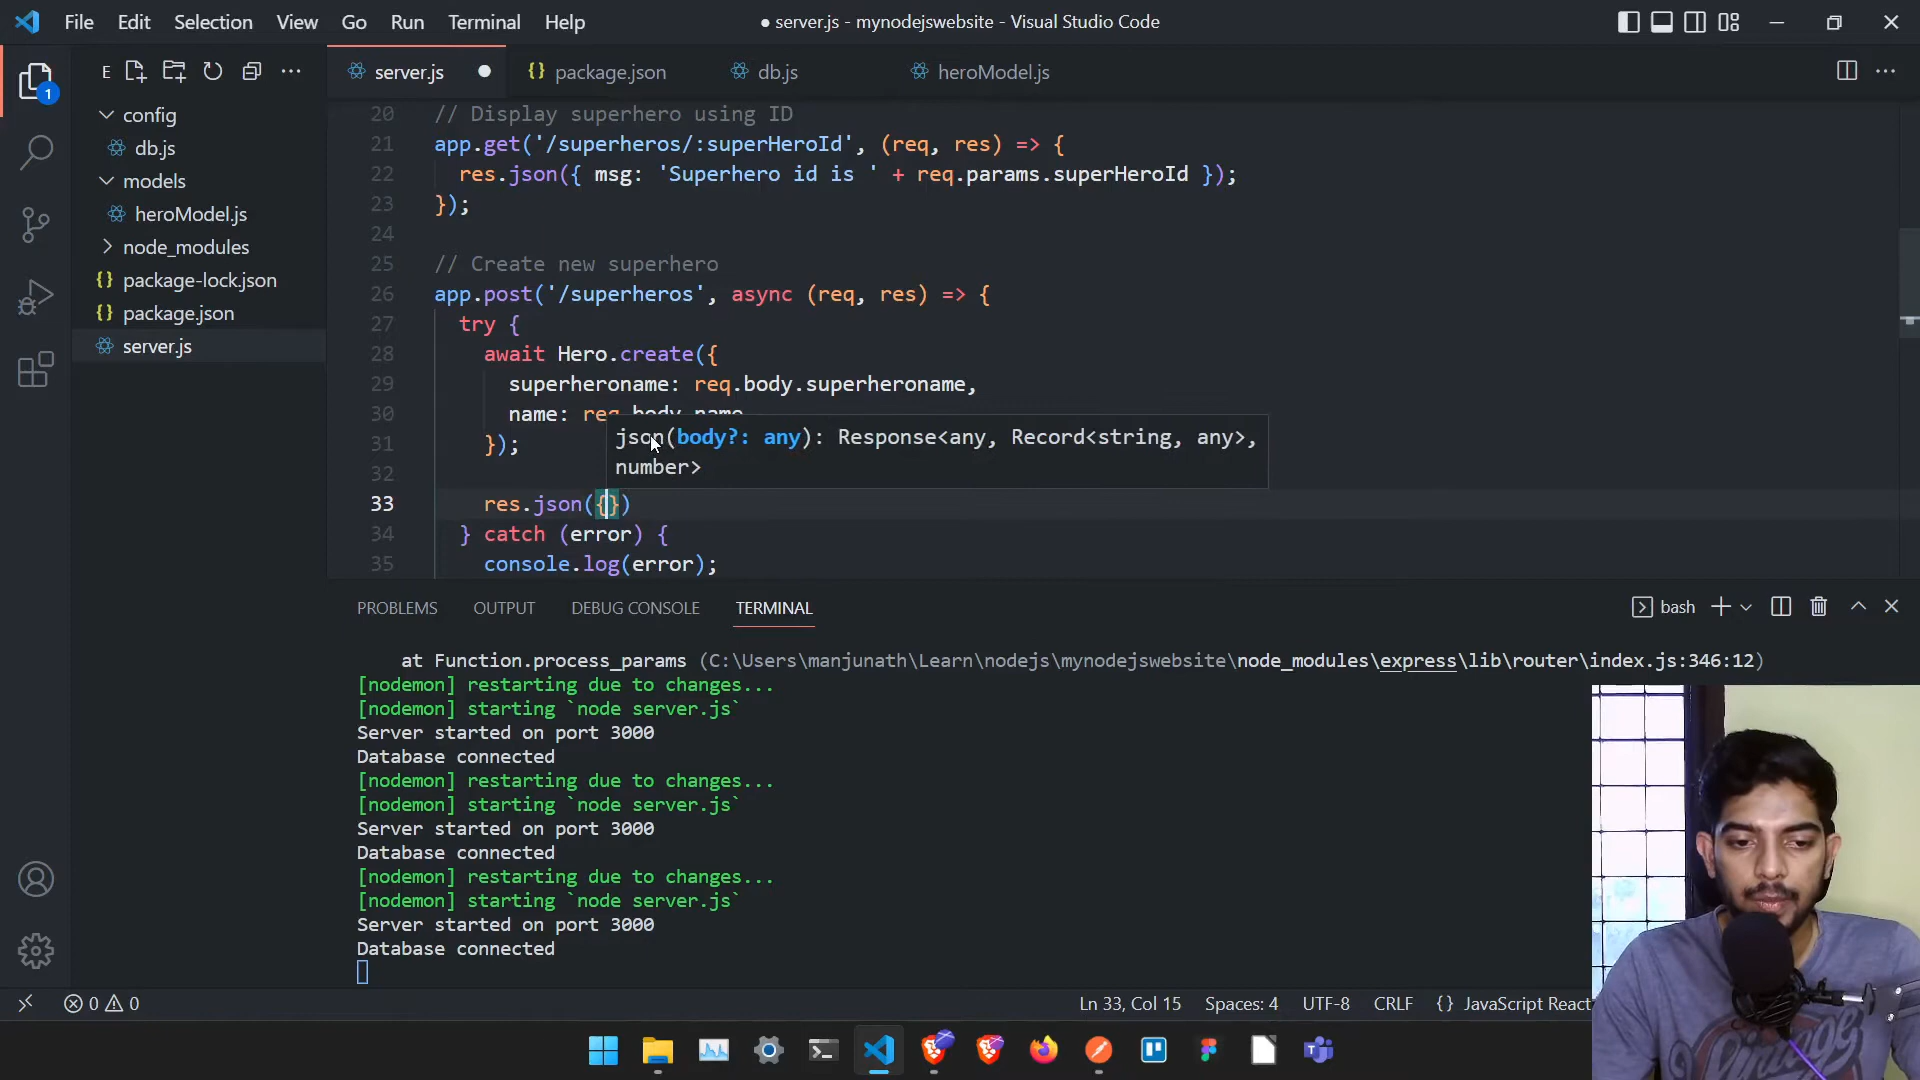 File Edit Selection View Go Run Terminal Help
● server.js - mynodejswebsite - Visual Studio Code
E
server.js ●
{} package.json
db.js
heroModel.js
1
config
db.js
models
heroModel.js
node_modules
{} package-lock.json
{} package.json
server.js
20 // Display superhero using ID
21 app.get('/superheros/:superHeroId', (req, res) => {
22 res.json({ msg: 'Superhero id is ' + req.params.superHeroId });
23 });
24
25 // Create new superhero
26 app.post('/superheros', async (req, res) => {
27 try {
28 await Hero.create({
29 superheroname: req.body.superheroname,
30 name: req.body.name
31 });
json(body?: any): Response<any, Record<string, any>,
number>
32
33 res.json({})
34 } catch (error) {
35 console.log(error);
PROBLEMS OUTPUT DEBUG CONSOLE TERMINAL
bash
at Function.process_params (C:\Users\manjunath\Learn\nodejs\mynodejswebsite\node_modules\express\lib\router\index.js:346:12)
[nodemon] restarting due to changes...
[nodemon] starting `node server.js`
Server started on port 3000
Database connected
[nodemon] restarting due to changes...
[nodemon] starting `node server.js`
Server started on port 3000
Database connected
[nodemon] restarting due to changes...
[nodemon] starting `node server.js`
Server started on port 3000
Database connected
0 0
Ln 33, Col 15 Spaces: 4 UTF-8 CRLF {} JavaScript React